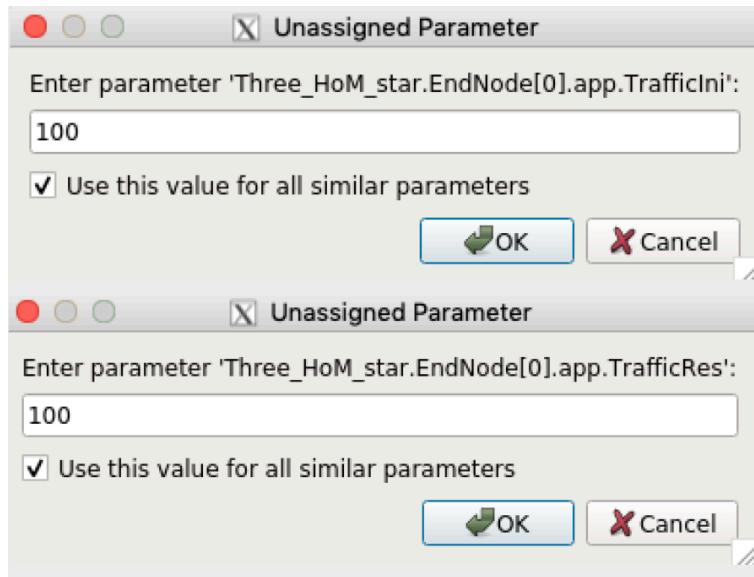 Unassigned Parameter
Enter parameter 'Three_HoM_star.EndNode[0].app.TrafficIni':
100
Use this value for all similar parameters
OK Cancel
Unassigned Parameter
Enter parameter 'Three_HoM_star.EndNode[0].app.TrafficRes':
100
Use this value for all similar parameters
OK Cancel